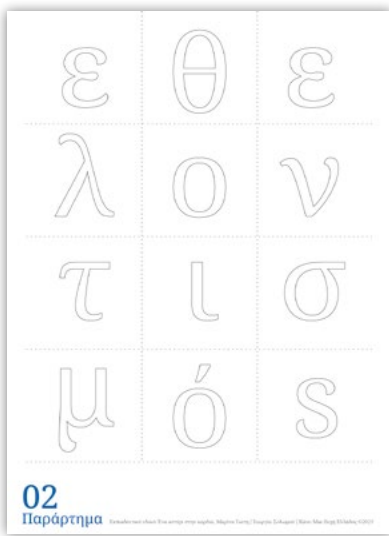 ε θ ε
λ ο ν
τ ι σ
μ ό ς
02
Παράρτημα